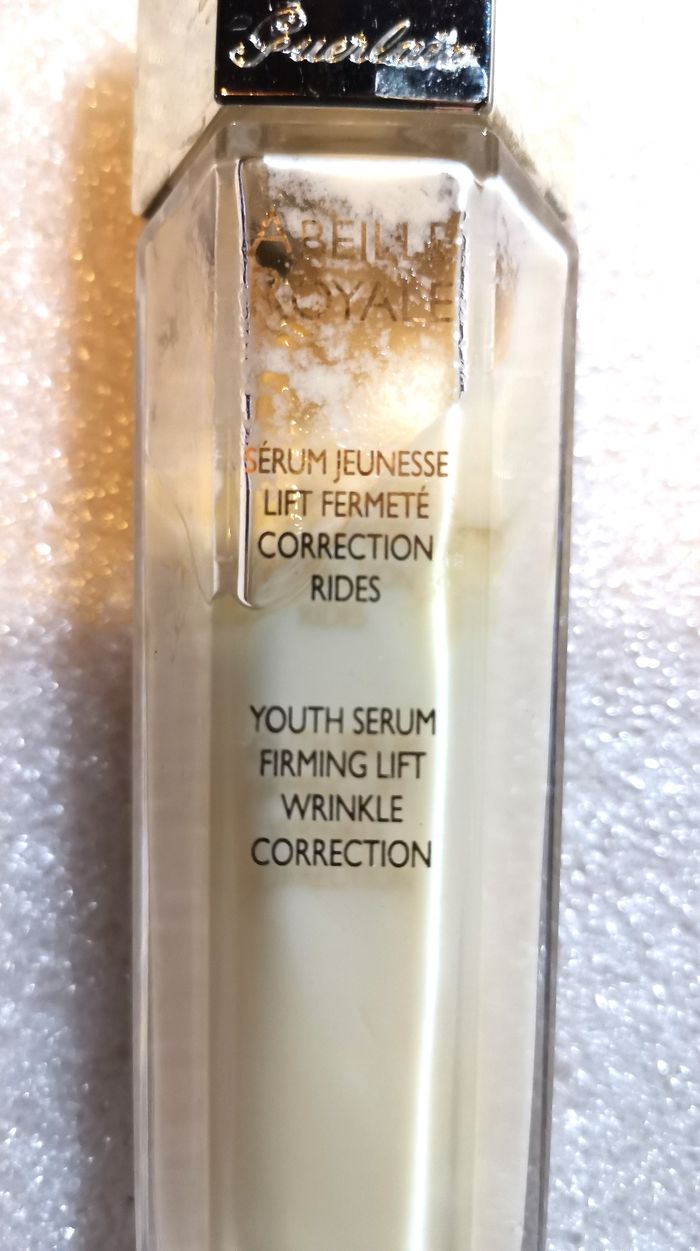 Guerlain
ABEILLE
ROYALE
SÉRUM JEUNESSE
LIFT FERMETÉ
CORRECTION
RIDES
YOUTH SERUM
FIRMING LIFT
WRINKLE
CORRECTION